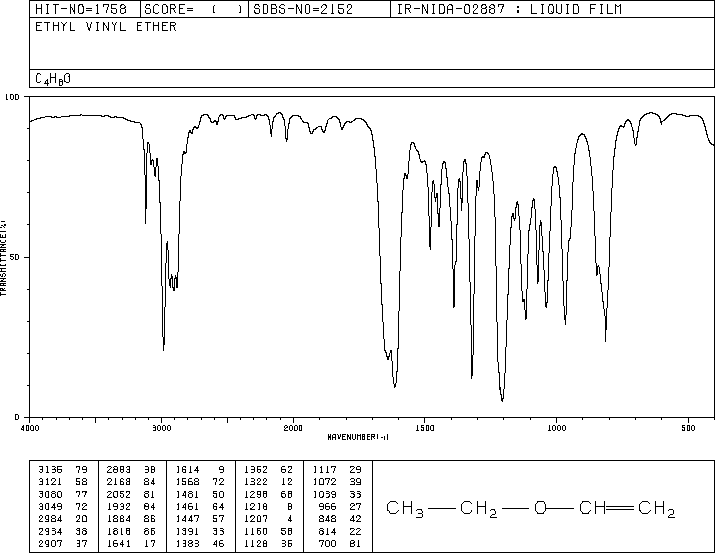 HIT-NO=1758 SCORE= ( ) SDBS-NO=2152 IR-NIDA-02887 : LIQUID FILM
ETHYL VINYL ETHER
C4H8O
100
50
0
TRANSMITTANCE(%)
4000 3000 2000 1500 1000 500
WAVENUMBER(-1)
3136 79 2883 38 1614 9 1362 62 1117 29
3121 58 2168 84 1568 72 1322 12 1072 39
3080 77 2052 81 1481 50 1298 68 1039 33
3049 72 1932 84 1461 64 1218 8 966 27
2984 20 1884 86 1447 57 1207 4 848 42
2934 38 1818 86 1391 33 1160 58 814 22
2907 37 1641 17 1383 46 1128 36 700 81
CH3 CH2 O CH CH2